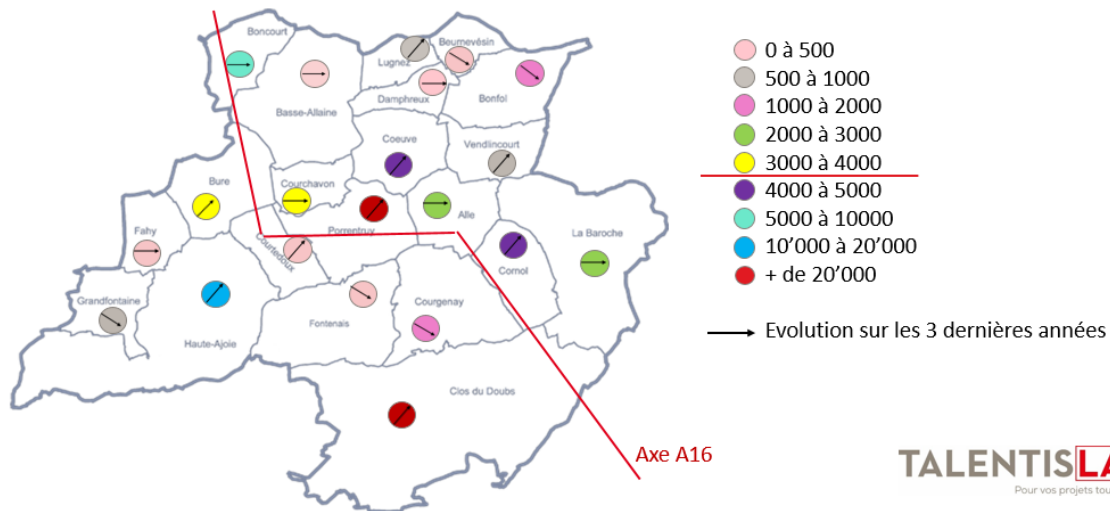 Boncourt
Beurnevésin
Lugnez
Damphreux
Bonfol
Basse-Allaine
Coeuve
Vendlincourt
Bure
Courchavon
Alle
Fahy
Porrentruy
La Baroche
Courtedoux
Cornol
Grandfontaine
Courgenay
Fontenais
Haute-Ajoie
Clos du Doubs
Axe A16
0 à 500
500 à 1000
1000 à 2000
2000 à 3000
3000 à 4000
4000 à 5000
5000 à 10000
10’000 à 20’000
+ de 20’000
Evolution sur les 3 dernières années
TALENTISLA
Pour vos projets tou